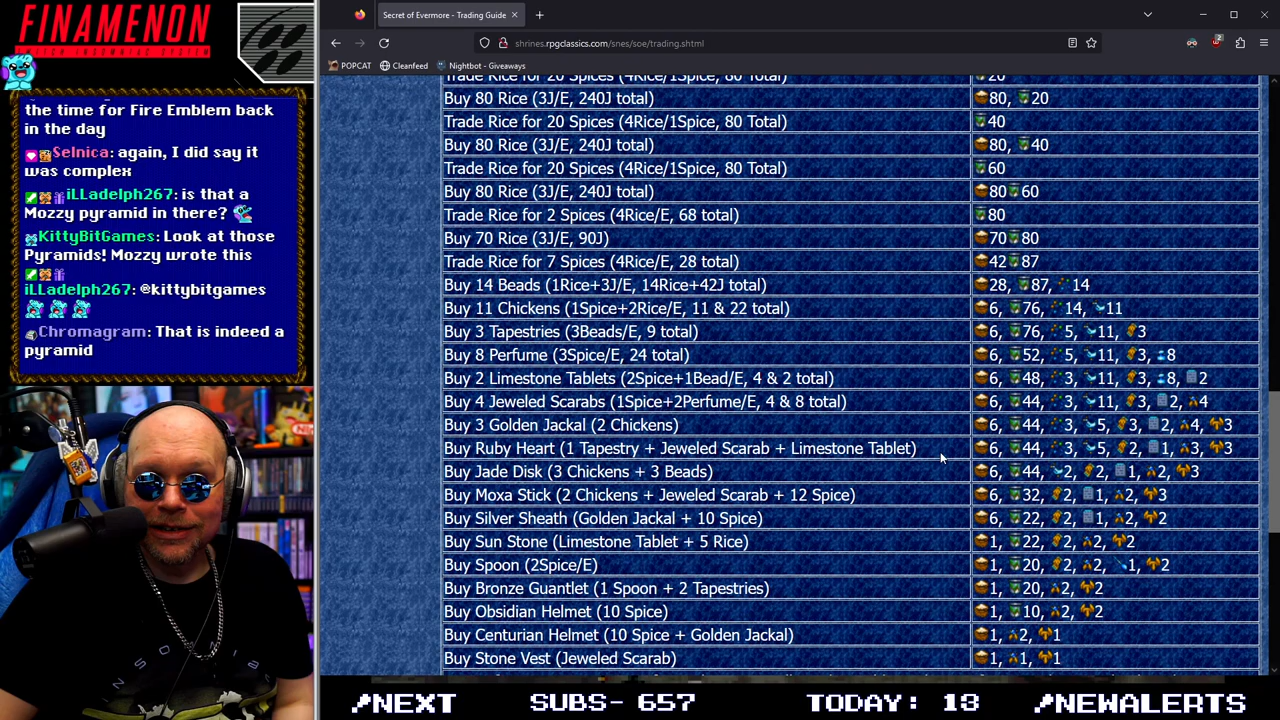 FINAMENON
the time for Fire Emblem back
in the day
Selnica: again, I did say it
was complex
iLLadelph267: is that a
Mozzy pyramid in there?
KittyBitGames: Look at those
Pyramids! Mozzy wrote this
iLLadelph267: @kittybitgames
Chromagram: That is indeed a
pyramid
Secret of Evermore - Trading Guide
shrines.rpgclassics.com/snes/soe/trading.shtml
2
POPCAT Cleanfeed Nightbot - Giveaways
Trade Rice for 20 Spices (4Rice/1Spice, 80 Total) 20
Buy 80 Rice (3J/E, 240J total) 80, 20
Trade Rice for 20 Spices (4Rice/1Spice, 80 Total) 40
Buy 80 Rice (3J/E, 240J total) 80, 40
Trade Rice for 20 Spices (4Rice/1Spice, 80 Total) 60
Buy 80 Rice (3J/E, 240J total) 80 60
Trade Rice for 2 Spices (4Rice/E, 68 total) 80
Buy 70 Rice (3J/E, 90J) 70 80
Trade Rice for 7 Spices (4Rice/E, 28 total) 42 87
Buy 14 Beads (1Rice+3J/E, 14Rice+42J total) 28, 87, 14
Buy 11 Chickens (1Spice+2Rice/E, 11 & 22 total) 6, 76, 14, 11
Buy 3 Tapestries (3Beads/E, 9 total) 6, 76, 5, 11, 3
Buy 8 Perfume (3Spice/E, 24 total) 6, 52, 5, 11, 3, 8
Buy 2 Limestone Tablets (2Spice+1Bead/E, 4 & 2 total) 6, 48, 3, 11, 3, 8, 2
Buy 4 Jeweled Scarabs (1Spice+2Perfume/E, 4 & 8 total) 6, 44, 3, 11, 3, 2, 4
Buy 3 Golden Jackal (2 Chickens) 6, 44, 3, 5, 3, 2, 4, 3
Buy Ruby Heart (1 Tapestry + Jeweled Scarab + Limestone Tablet) 6, 44, 3, 5, 2, 1, 3, 3
Buy Jade Disk (3 Chickens + 3 Beads) 6, 44, 2, 2, 1, 2, 3
Buy Moxa Stick (2 Chickens + Jeweled Scarab + 12 Spice) 6, 32, 2, 1, 2, 3
Buy Silver Sheath (Golden Jackal + 10 Spice) 6, 22, 2, 1, 2, 2
Buy Sun Stone (Limestone Tablet + 5 Rice) 1, 22, 2, 2, 2
Buy Spoon (2Spice/E) 1, 20, 2, 2, 1, 2
Buy Bronze Guantlet (1 Spoon + 2 Tapestries) 1, 20, 2, 2
Buy Obsidian Helmet (10 Spice) 1, 10, 2, 2
Buy Centurian Helmet (10 Spice + Golden Jackal) 1, 2, 1
Buy Stone Vest (Jeweled Scarab) 1, 1, 1
/NEXT SUBS- 657 TODAY: 13 /NEWALERTS